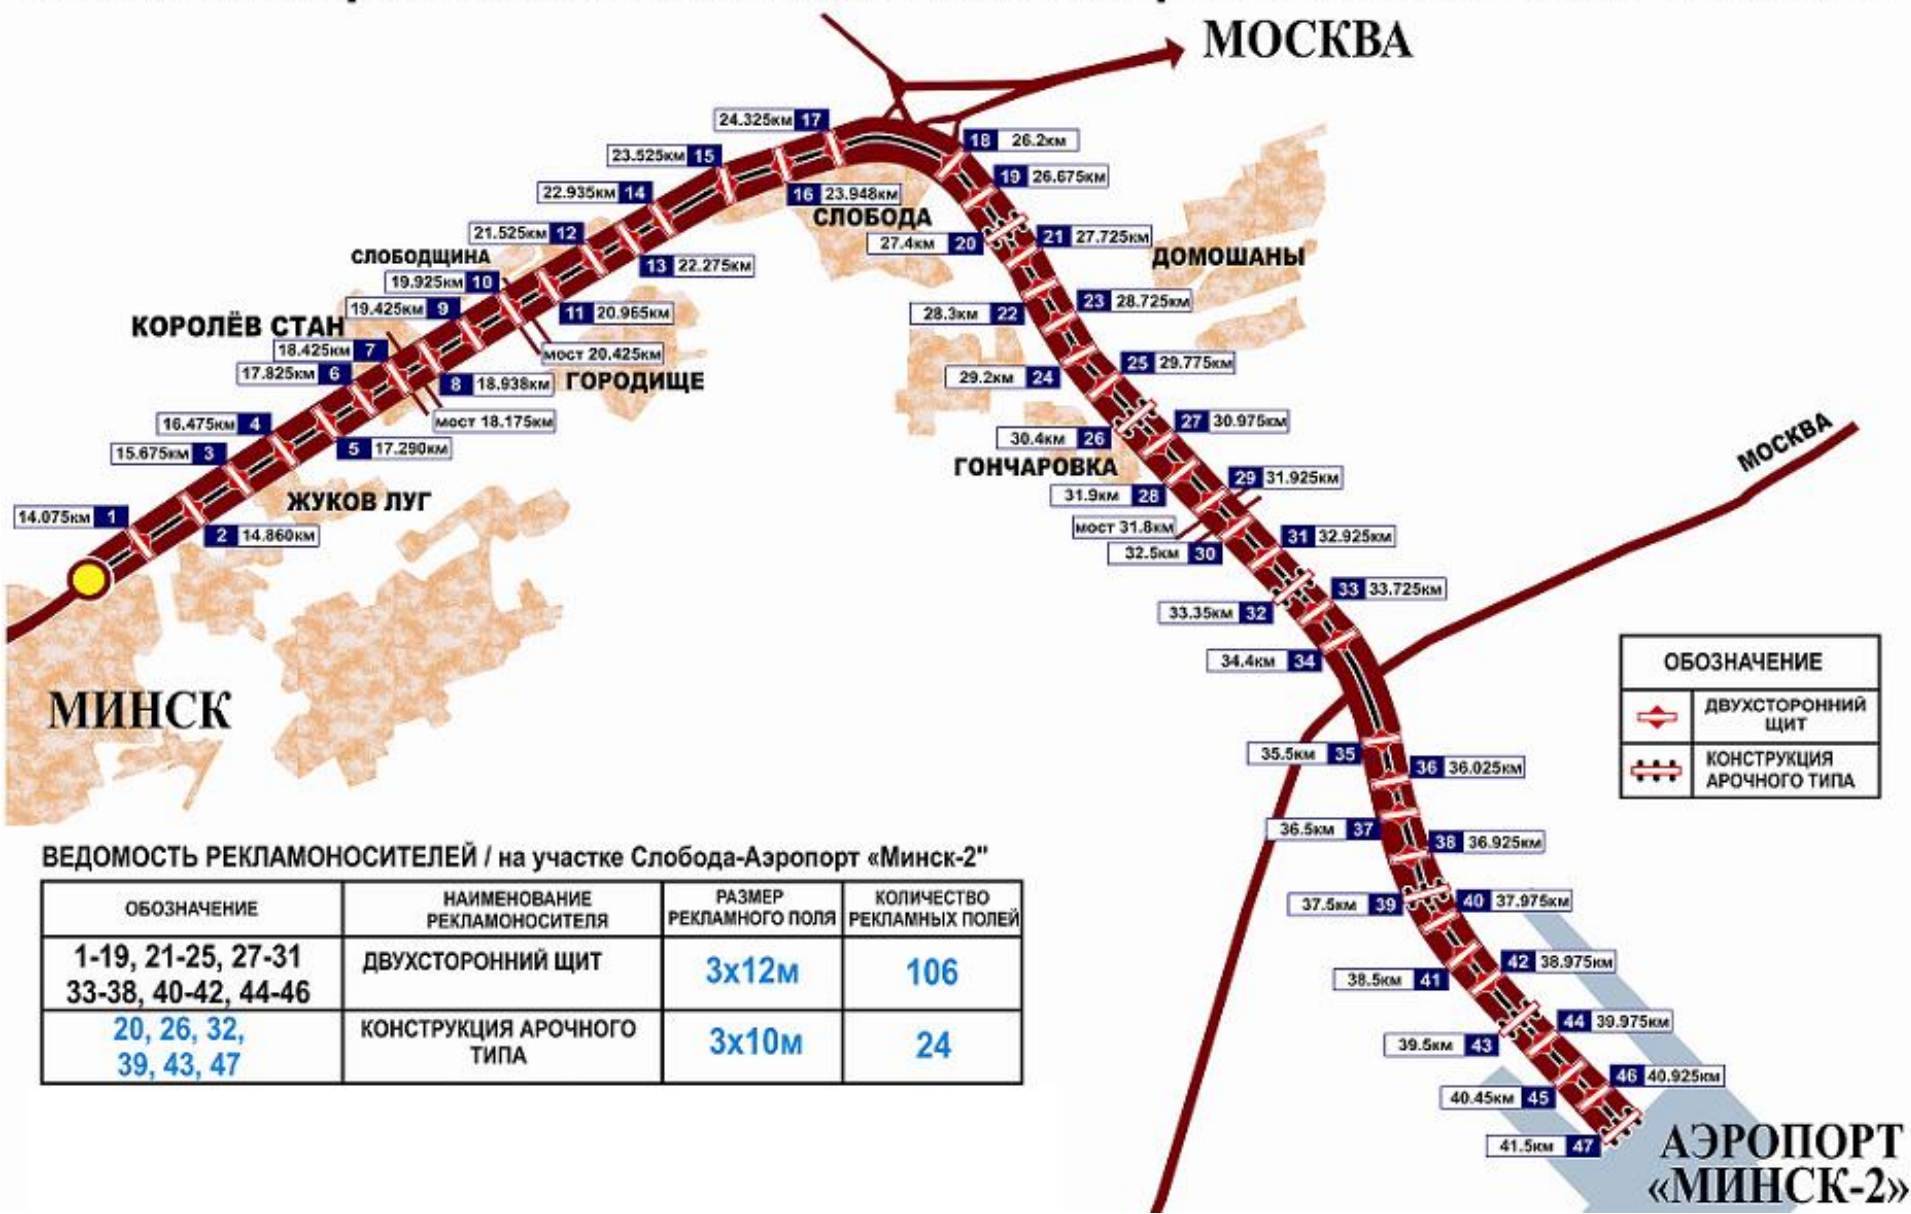 МОСКВА
24.325км 17
18 26.2км
23.525км 15
19 26.675км
22.935км 14
16 23.948км
СЛОБОДА
21.525км 12
27.4км 20
21 27.725км
СЛОБОДЩИНА
ДОМОШАНЫ
13 22.275км
19.925км 10
19.425км 9
11 20.965км
28.3км 22
23 28.725км
КОРОЛЁВ СТАН
18.425км 7
мост 20.425км
17.825км 6
8 18.938км
ГОРОДИЩЕ
29.2км 24
25 29.775км
16.475км 4
мост 18.175км
27 30.975км
15.675км 3
5 17.290км
30.4км 26
МОСКВА
ГОНЧАРОВКА
29 31.925км
ЖУКОВ ЛУГ
31.9км 28
14.075км 1
мост 31.8км
2 14.860км
31 32.925км
32.5км 30
33 33.725км
33.35км 32
34.4км 34
МИНСК
ОБОЗНАЧЕНИЕ
ДВУХСТОРОННИЙ
ЩИТ
КОНСТРУКЦИЯ
АРОЧНОГО ТИПА
35.5км 35
36 36.025км
36.5км 37
38 36.925км
37.5км 39
40 37.975км
42 38.975км
38.5км 41
44 39.975км
39.5км 43
46 40.925км
40.45км 45
41.5км 47
АЭРОПОРТ
«МИНСК-2»
ВЕДОМОСТЬ РЕКЛАМОНОСИТЕЛЕЙ / на участке Слобода-Аэропорт «Минск-2"
ОБОЗНАЧЕНИЕ
НАИМЕНОВАНИЕ
РЕКЛАМОНОСИТЕЛЯ
РАЗМЕР
РЕКЛАМНОГО ПОЛЯ
КОЛИЧЕСТВО
РЕКЛАМНЫХ ПОЛЕЙ
1-19, 21-25, 27-31
33-38, 40-42, 44-46
ДВУХСТОРОННИЙ ЩИТ
3х12м
106
20, 26, 32,
39, 43, 47
КОНСТРУКЦИЯ АРОЧНОГО
ТИПА
3х10м
24